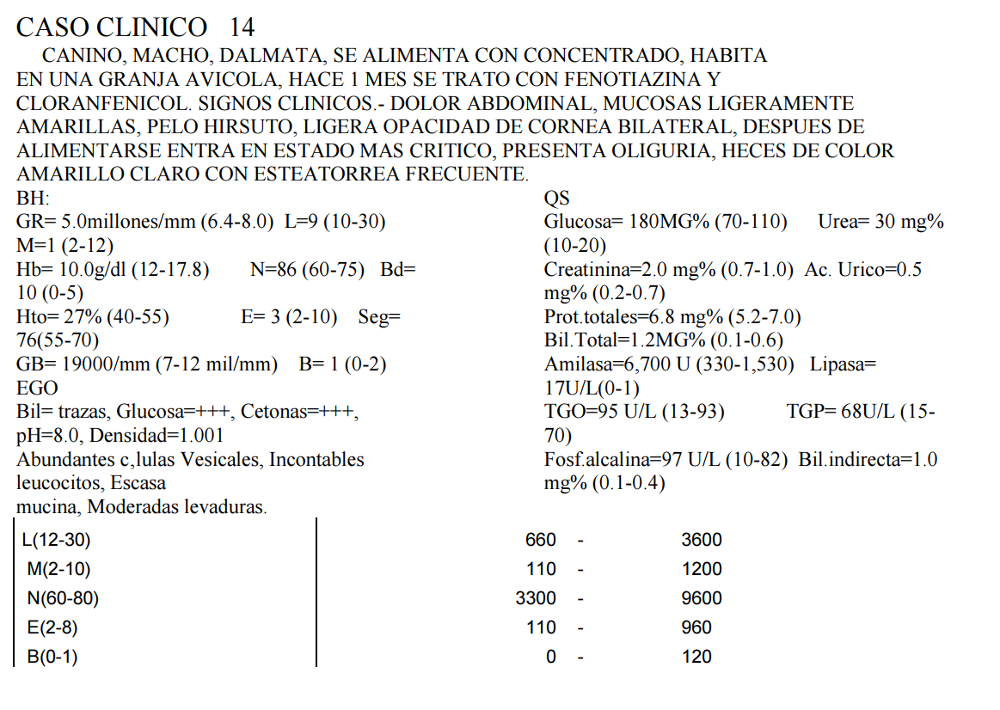 CASO CLINICO 14
CANINO, MACHO, DALMATA, SE ALIMENTA CON CONCENTRADO, HABITA
EN UNA GRANJA AVICOLA, HACE 1 MES SE TRATO CON FENOTIAZINA Y
CLORANFENICOL. SIGNOS CLINICOS.- DOLOR ABDOMINAL, MUCOSAS LIGERAMENTE
AMARILLAS, PELO HIRSUTO, LIGERA OPACIDAD DE CORNEA BILATERAL, DESPUES DE
ALIMENTARSE ENTRA EN ESTADO MAS CRITICO, PRESENTA OLIGURIA, HECES DE COLOR
AMARILLO CLARO CON ESTEATORREA FRECUENTE.
BH:
GR= 5.0millones/mm (6.4-8.0) L=9 (10-30)
M=1 (2-12)
Hb= 10.0g/dl (12-17.8) N=86 (60-75) Bd=
10 (0-5)
Hto= 27% (40-55) E= 3 (2-10) Seg=
76(55-70)
GB= 19000/mm (7-12 mil/mm) B= 1 (0-2)
EGO
Bil= trazas, Glucosa=+++, Cetonas=+++,
pH=8.0, Densidad=1.001
Abundantes c,lulas Vesicales, Incontables
leucocitos, Escasa
mucina, Moderadas levaduras.
QS
Glucosa= 180MG% (70-110) Urea= 30 mg%
(10-20)
Creatinina=2.0 mg% (0.7-1.0) Ac. Urico=0.5
mg% (0.2-0.7)
Prot.totales=6.8 mg% (5.2-7.0)
Bil.Total=1.2MG% (0.1-0.6)
Amilasa=6,700 U (330-1,530) Lipasa=
17U/L(0-1)
TGO=95 U/L (13-93) TGP= 68U/L (15-
70)
Fosf.alcalina=97 U/L (10-82) Bil.indirecta=1.0
mg% (0.1-0.4)
L(12-30) 660 - 3600
M(2-10) 110 - 1200
N(60-80) 3300 - 9600
E(2-8) 110 - 960
B(0-1) 0 - 120